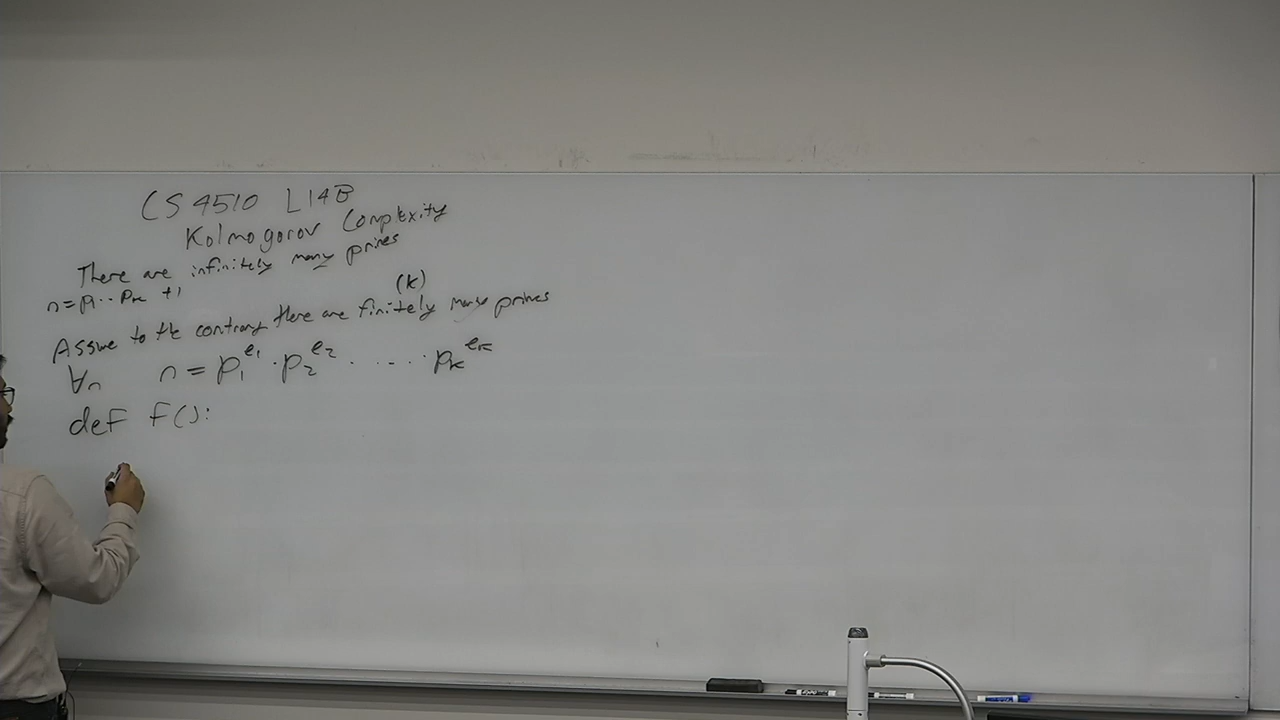 CS 4510 L14B
Kolmogorov Complexity
There are infinitely many primes
n = p₁ ·· pₖ + 1
(k)
Assume to the contrary there are finitely many primes
∀n n = p₁^e₁ · p₂^e₂ · ... · pₖ^eₖ
def f():